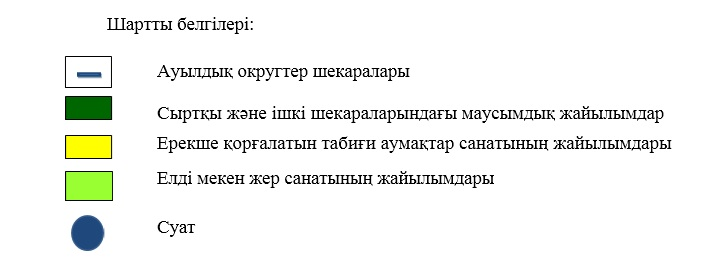 Шартты белгілері:
Ауылдық округтер шекаралары
Сыртқы және ішкі шекараларындағы маусымдық жайылымдар
Ерекше қорғалатын табиғи аумақтар санатының жайылымдары
Елді мекен жер санатының жайылымдары
Суат